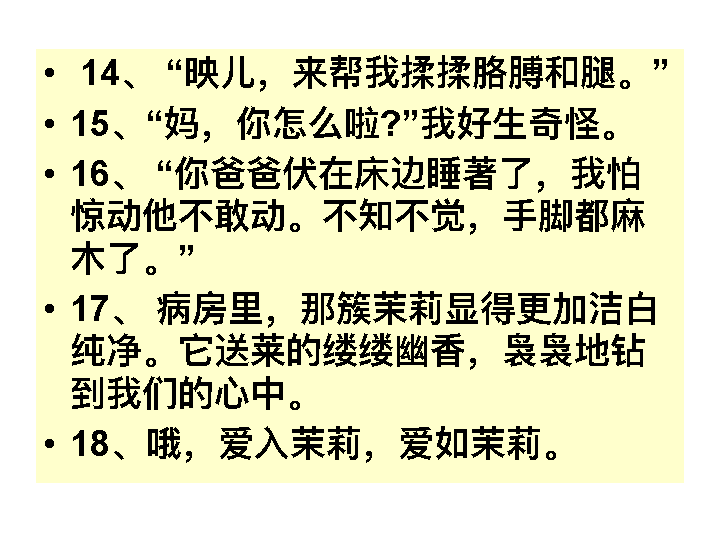 • 14、 “映儿，来帮我揉揉胳膊和腿。”
• 15、“妈，你怎么啦?”我好生奇怪。
• 16、 “你爸爸伏在床边睡著了，我怕
惊动他不敢动。不知不觉，手脚都麻
木了。”
• 17、 病房里，那簇茉莉显得更加洁白
纯净。它送莱的缕缕幽香，袅袅地钻
到我们的心中。
• 18、哦，爱入茉莉，爱如茉莉。